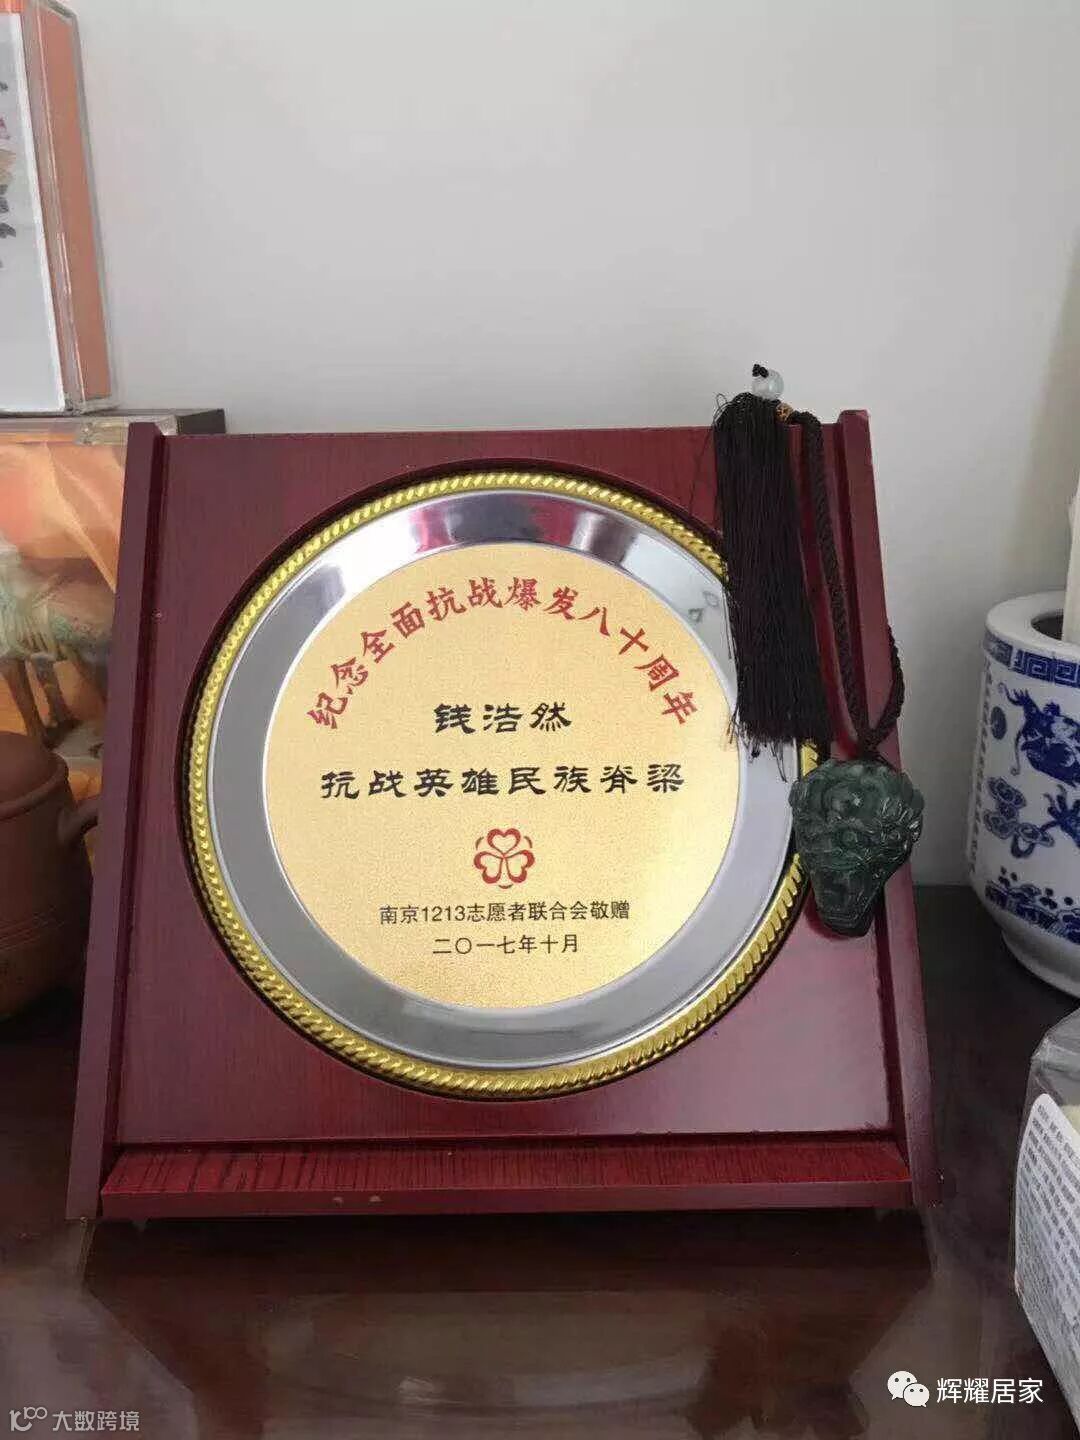 纪念全面抗战爆发八十周年
钱浩然
抗战英雄民族脊梁
南京1213志愿者联合会敬赠
二〇一七年十月
辉耀居家
大数跨境